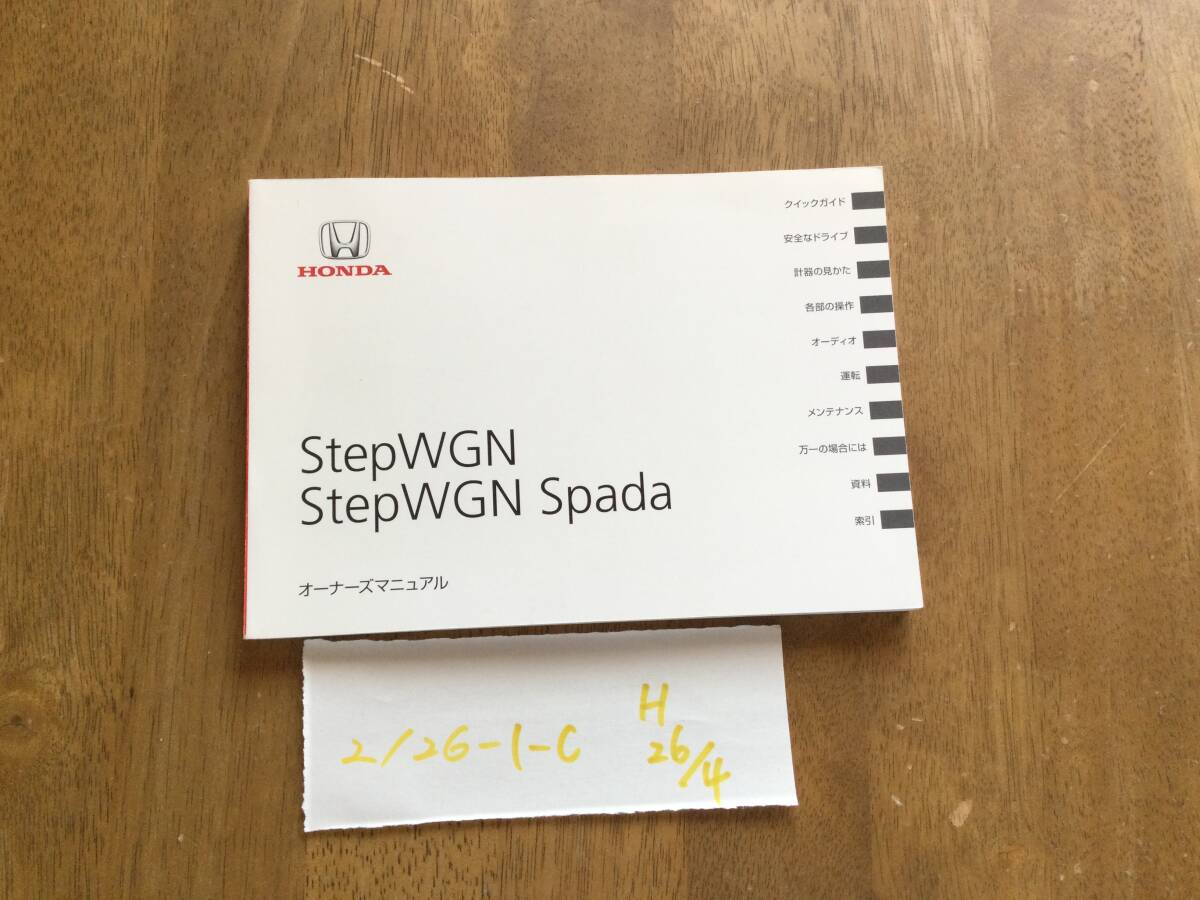 HONDA
クイックガイド
安全なドライブ
計器の見かた
各部の操作
オーディオ
運転
メンテナンス
万一の場合には
資料
索引
StepWGN
StepWGN Spada
オーナーズマニュアル
2/26-1-C
H
26/4